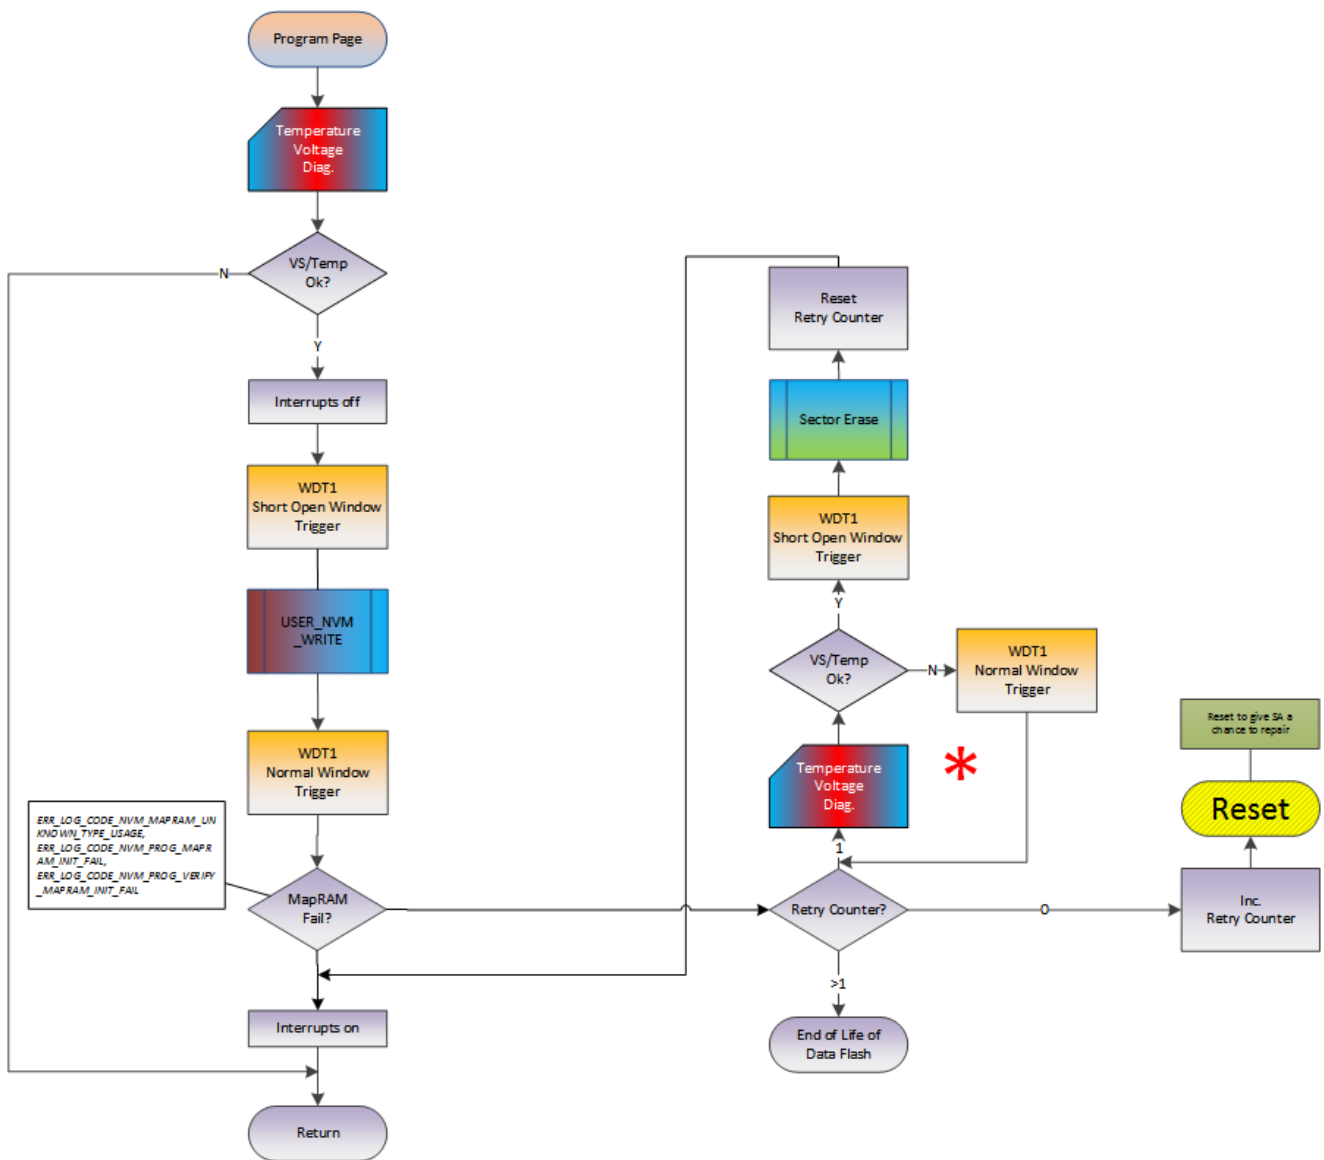 Program Page
Temperature
Voltage
Diag.
VS/Temp
Ok?
N
Y
Interrupts off
WDT1
Short Open Window
Trigger
USER_NVM
_WRITE
WDT1
Normal Window
Trigger
ERR_LOG_CODE_NVM_MAPRAM_UN
KNOWN_TYPE_USAGE,
ERR_LOG_CODE_NVM_PROG_MAPR
AM_INIT_FAIL,
ERR_LOG_CODE_NVM_PROG_VERIFY
_MAPRAM_INIT_FAIL
MapRAM
Fail?
Interrupts on
Return
Reset
Retry Counter
Sector Erase
WDT1
Short Open Window
Trigger
Y
VS/Temp
Ok?
N
WDT1
Normal Window
Trigger
Temperature
Voltage
Diag.
*
1
Retry Counter?
0
>1
End of Life of
Data Flash
Reset to give SA a
chance to repair
Reset
Inc.
Retry Counter